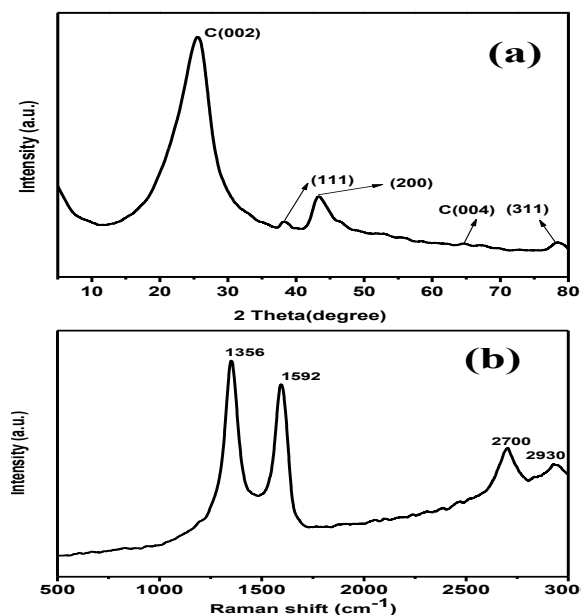 C(002)
(a)
(111)
(200)
C(004)
(311)
Intensity (a.u.)
10 20 30 40 50 60 70 80
2 Theta(degree)
(b)
1356
1592
2700
2930
Intensity (a.u.)
500 1000 1500 2000 2500 300
Raman shift (cm⁻¹)